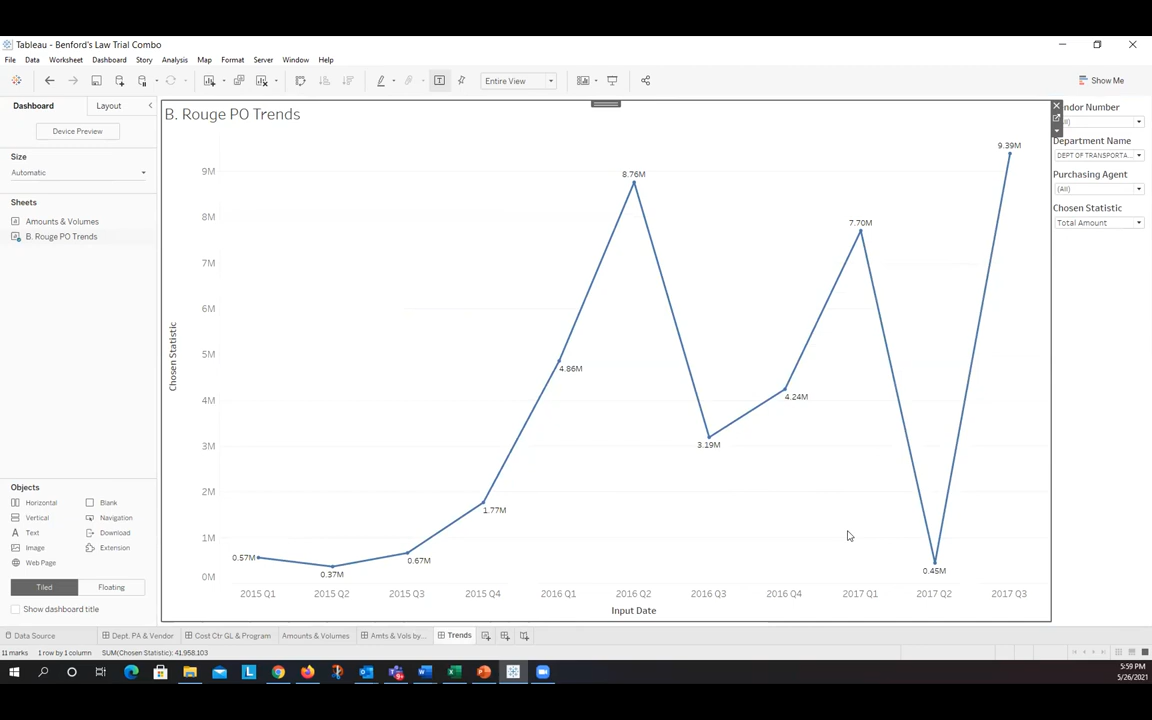 Tableau - Benford's Law Trial Combo
File Data Worksheet Dashboard Story Analysis Map Format Server Window Help
Entire View
Show Me
Dashboard Layout
Device Preview
Size
Automatic
Sheets
Amounts & Volumes
B. Rouge PO Trends
Objects
Horizontal Blank
Vertical Navigation
Text Download
Image Extension
Web Page
Tiled Floating
Show dashboard title
B. Rouge PO Trends
Chosen Statistic
9M
8M
7M
6M
5M
4M
3M
2M
1M
0M
0.57M
0.37M
0.67M
1.77M
4.86M
8.76M
3.19M
4.24M
7.70M
0.45M
9.39M
2015 Q1 2015 Q2 2015 Q3 2015 Q4 2016 Q1 2016 Q2 2016 Q3 2016 Q4 2017 Q1 2017 Q2 2017 Q3
Input Date
Number
Department Name
DEPT OF TRANSPORTA...
Purchasing Agent
(All)
Chosen Statistic
Total Amount
Data Source Dept. PA & Vendor Cost Ctr GL & Program Amounts & Volumes Amts & Vols by... Trends
11 marks 1 row by 1 column SUM(Chosen Statistic): 41,958,103
5:59 PM
5/26/2021